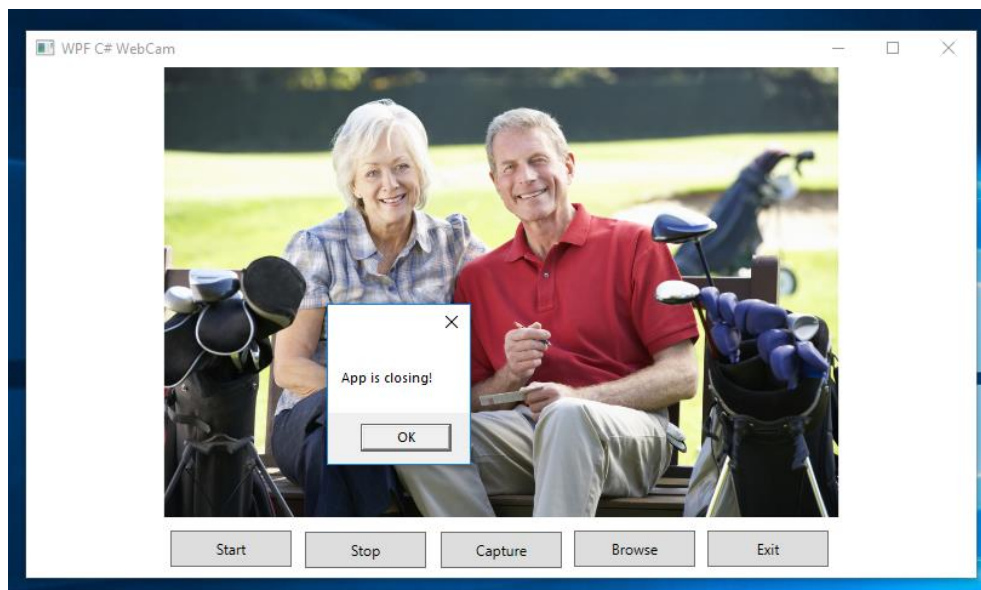 WPF C# WebCam
App is closing!
OK
Start
Stop
Capture
Browse
Exit